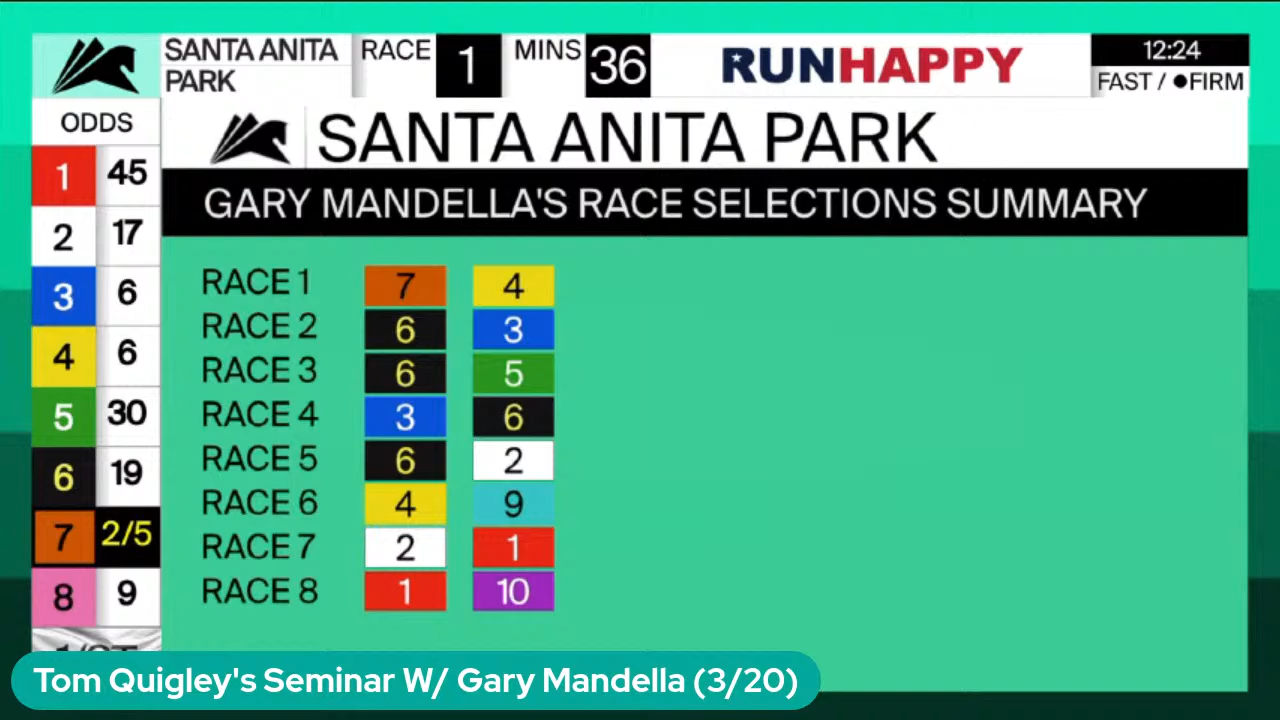 SANTA ANITA PARK
RACE 1
MINS 36
RUNHAPPY
12:24
FAST / ●FIRM
ODDS
1 45
2 17
3 6
4 6
5 30
6 19
7 2/5
8 9
SANTA ANITA PARK
GARY MANDELLA'S RACE SELECTIONS SUMMARY
RACE 1 7 4
RACE 2 6 3
RACE 3 6 5
RACE 4 3 6
RACE 5 6 2
RACE 6 4 9
RACE 7 2 1
RACE 8 1 10
Tom Quigley's Seminar W/ Gary Mandella (3/20)